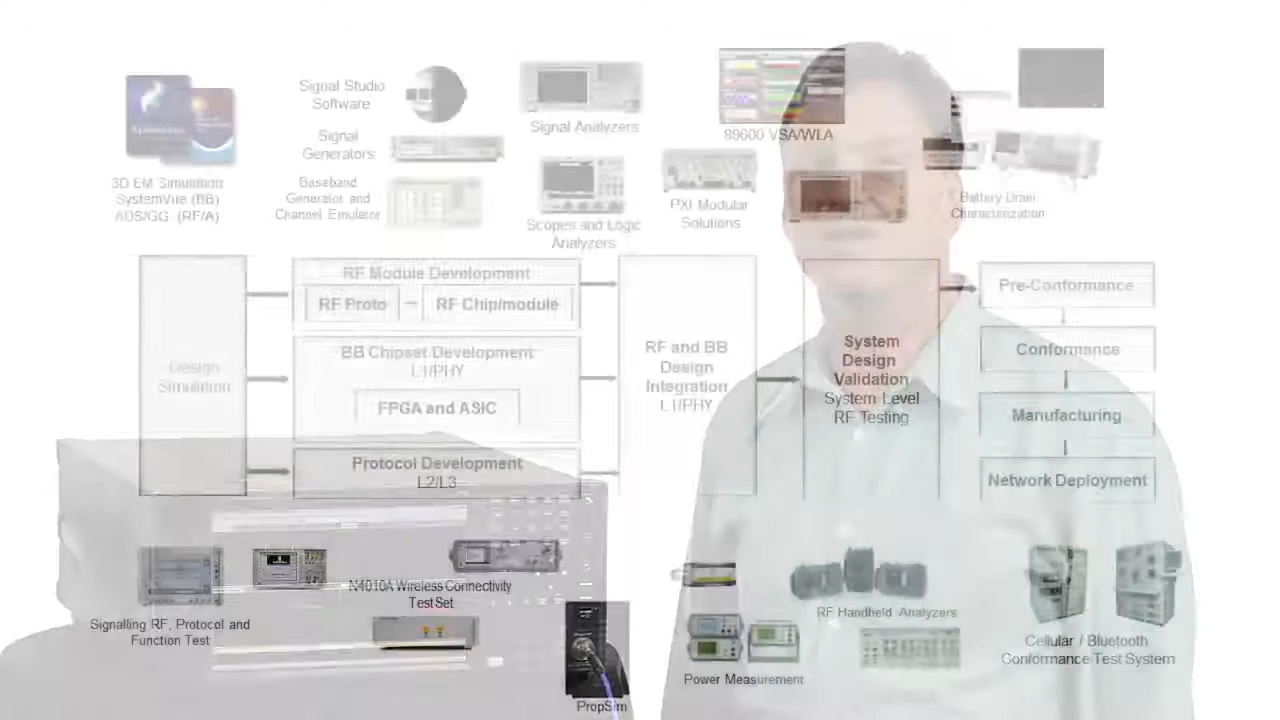 Signal Studio
Software
Signal
Generators
Baseband
Generator and
Channel Emulator
3D EM Simulation
SystemVue (BB)
ADS/GG (RF/A)
Signal Analyzers
Scopes and Logic
Analyzers
89600 VSA/WLA
PXI Modular
Solutions
Battery Drain
Characterization
Design
Simulation
RF Module Development
RF Proto
RF Chip/module
BB Chipset Development
L1/PHY
FPGA and ASIC
Protocol Development
L2/L3
RF and BB
Design
Integration
L1/PHY
System
Design
Validation
System Level
RF Testing
Pre-Conformance
Conformance
Manufacturing
Network Deployment
Signalling RF, Protocol and
Function Test
N4010A Wireless Connectivity
Test Set
PropSim
Power Measurement
RF Handheld Analyzers
Cellular / Bluetooth
Conformance Test System